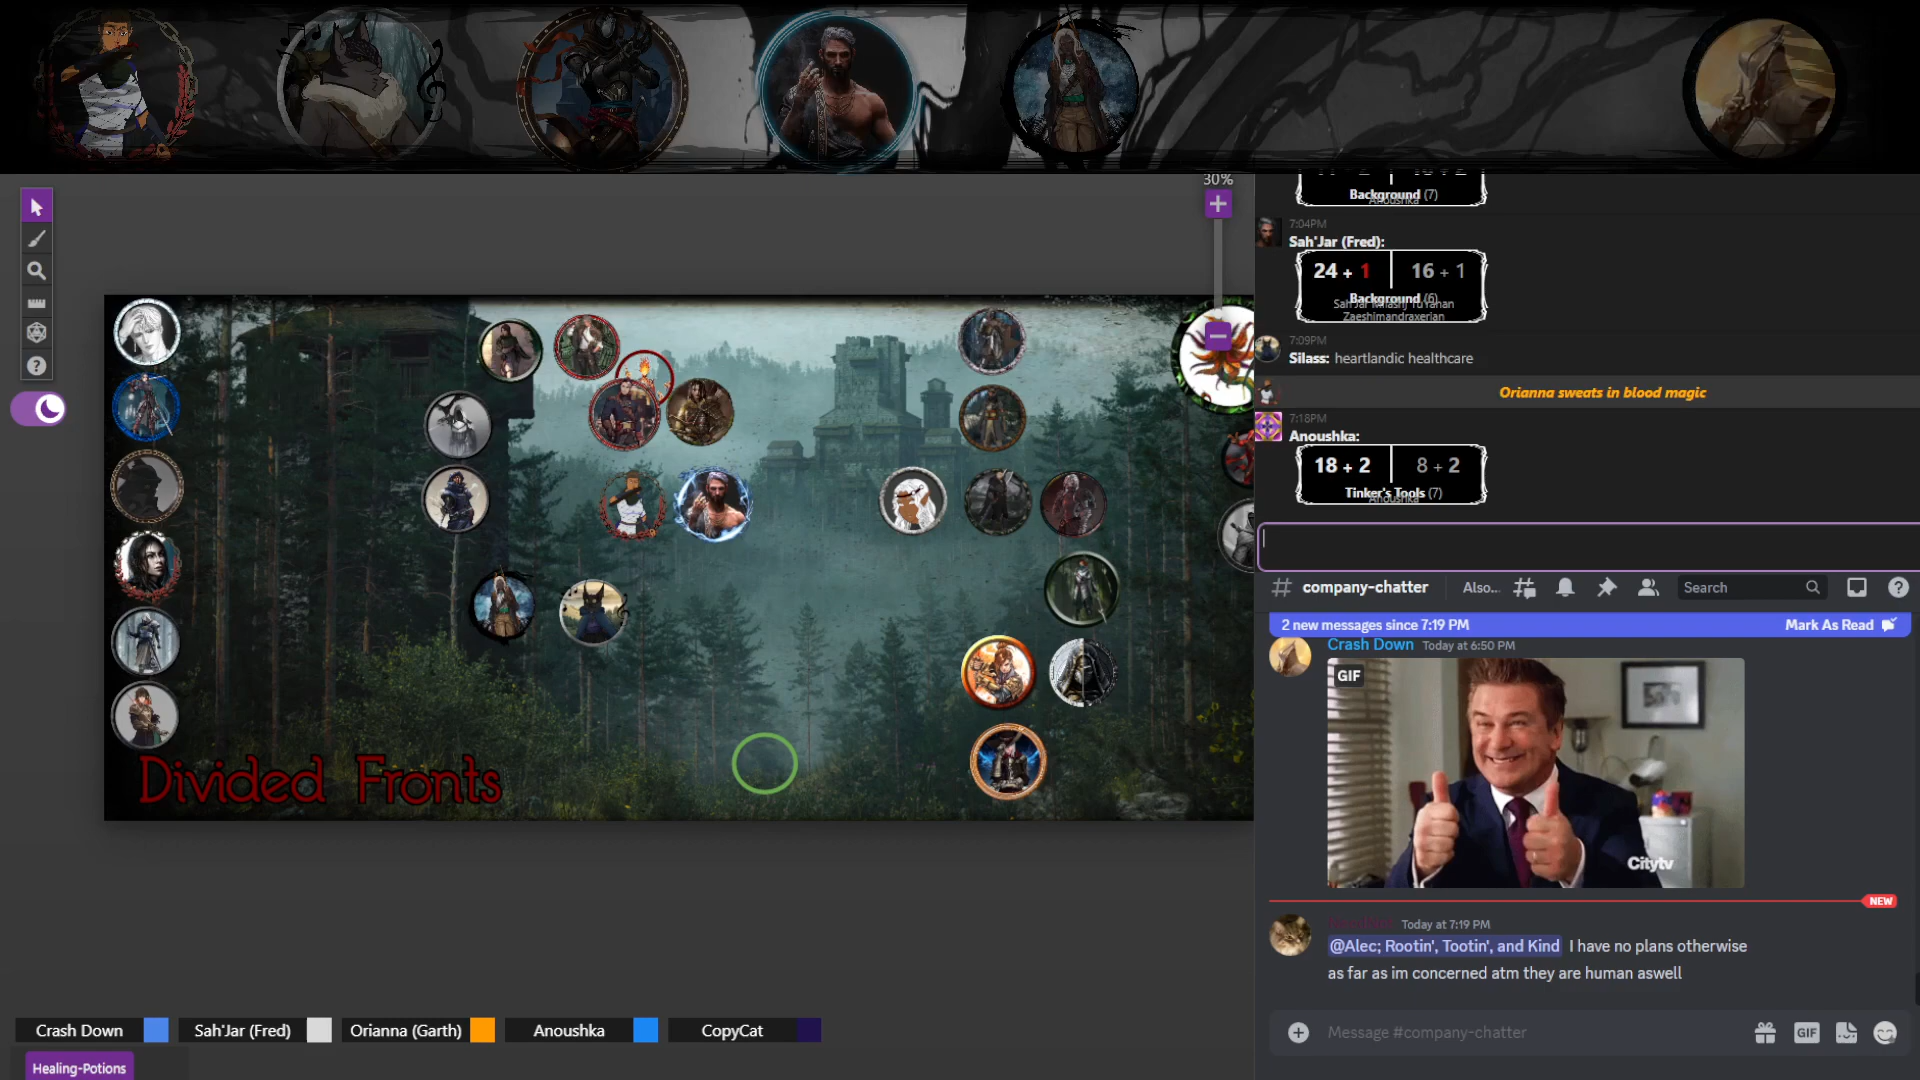 30%
Background (7)
Anoushka
7:04PM
Sah'Jar (Fred):
24 + 1 16 + 1
Background (6)
Zaeshimandraxerian
7:09PM
Silass: heartlandic healthcare
Orianna sweats in blood magic
7:18PM
Anoushka:
18 + 2 8 + 2
Tinker's Tools (7)
Anoushka
company-chatter Also... Search
2 new messages since 7:19 PM Mark As Read
Crash Down Today at 6:50 PM
GIF
Citytv
NEW
Today at 7:19 PM
@Alec; Rootin', Tootin', and Kind I have no plans otherwise
as far as im concerned atm they are human aswell
Message #company-chatter GIF
Divided Fronts
Crash Down Sah'Jar (Fred) Orianna (Garth) Anoushka CopyCat
Healing-Potions